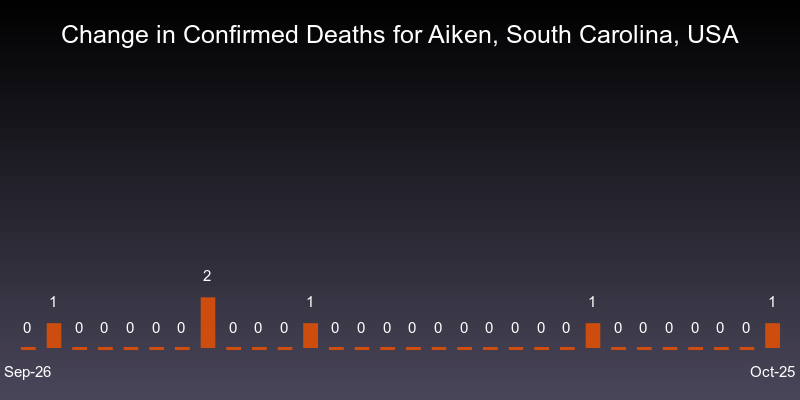 Change in Confirmed Deaths for Aiken, South Carolina, USA
2
1 1 1 1
0 0 0 0 0 0 0 0 0 0 0 0 0 0 0 0 0 0 0 0 0 0 0 0 0
Sep-26 Oct-25